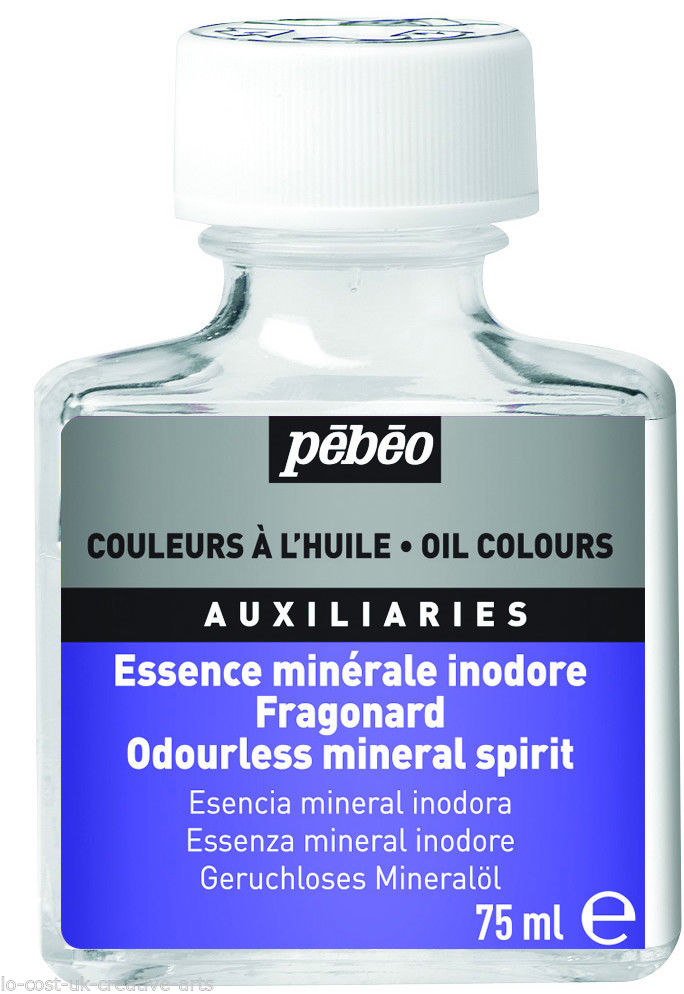 pēbēo
COULEURS À L'HUILE • OIL COLOURS
AUXILIARIES
Essence minérale inodore
Fragonard
Odourless mineral spirit
Esencia mineral inodora
Essenza mineral inodore
Geruchloses Mineralöl
75 ml ℮
lo-cost-uk-creative-arts